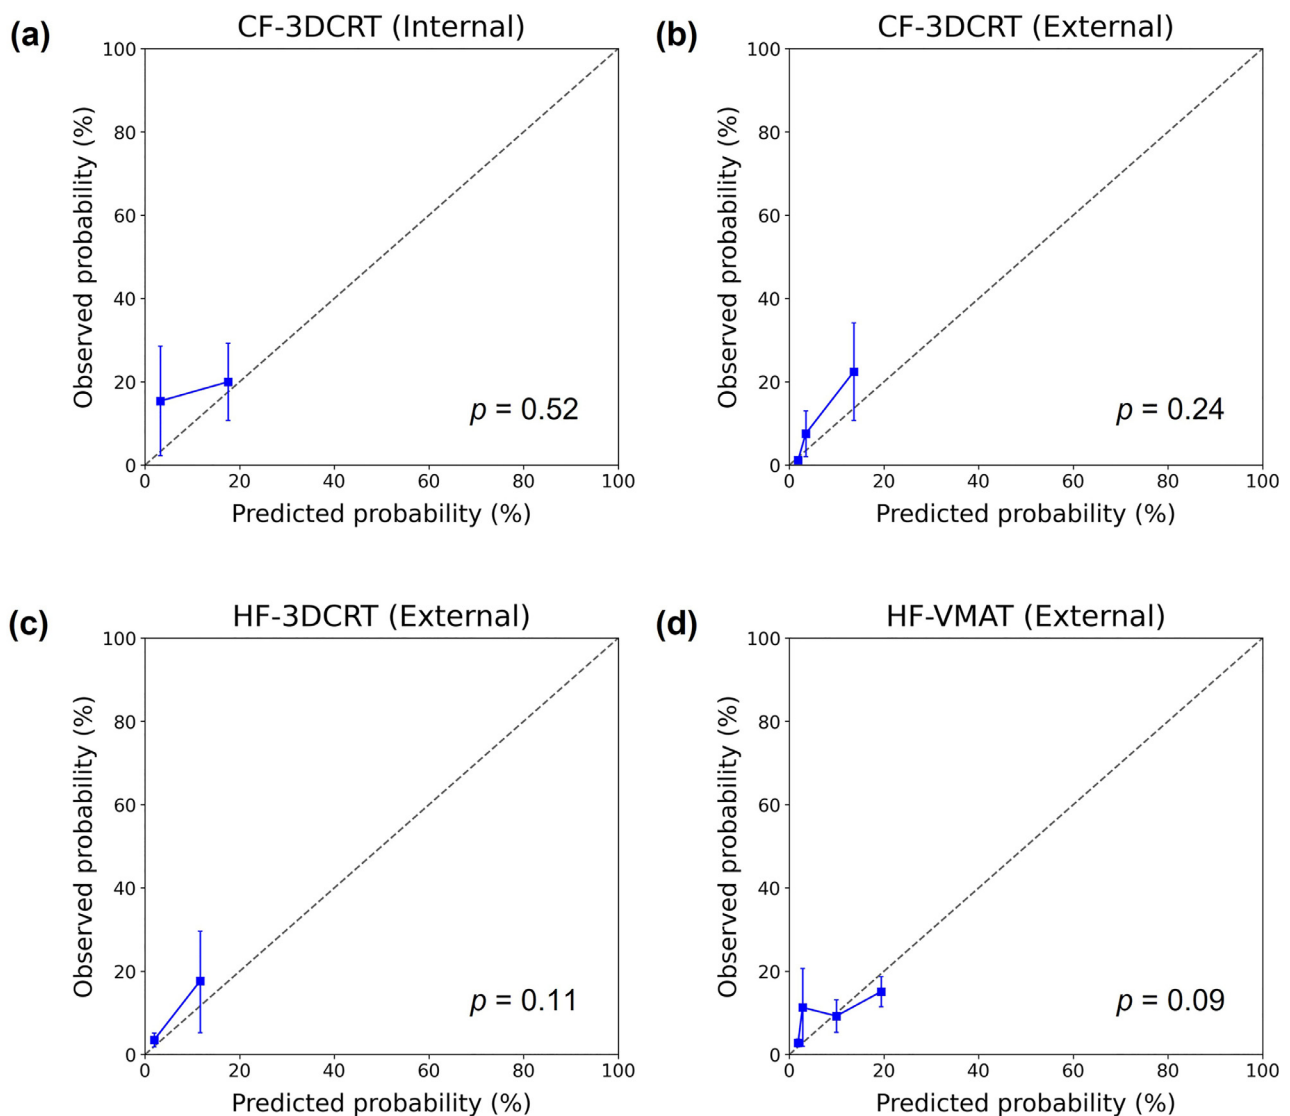 (a) CF-3DCRT (Internal)
100
80
60
40
20
0
Observed probability (%)
p = 0.52
0 20 40 60 80 100
Predicted probability (%)
(b) CF-3DCRT (External)
100
80
60
40
20
0
Observed probability (%)
p = 0.24
0 20 40 60 80 100
Predicted probability (%)
(c) HF-3DCRT (External)
100
80
60
40
20
0
Observed probability (%)
p = 0.11
0 20 40 60 80 100
Predicted probability (%)
(d) HF-VMAT (External)
100
80
60
40
20
0
Observed probability (%)
p = 0.09
0 20 40 60 80 100
Predicted probability (%)